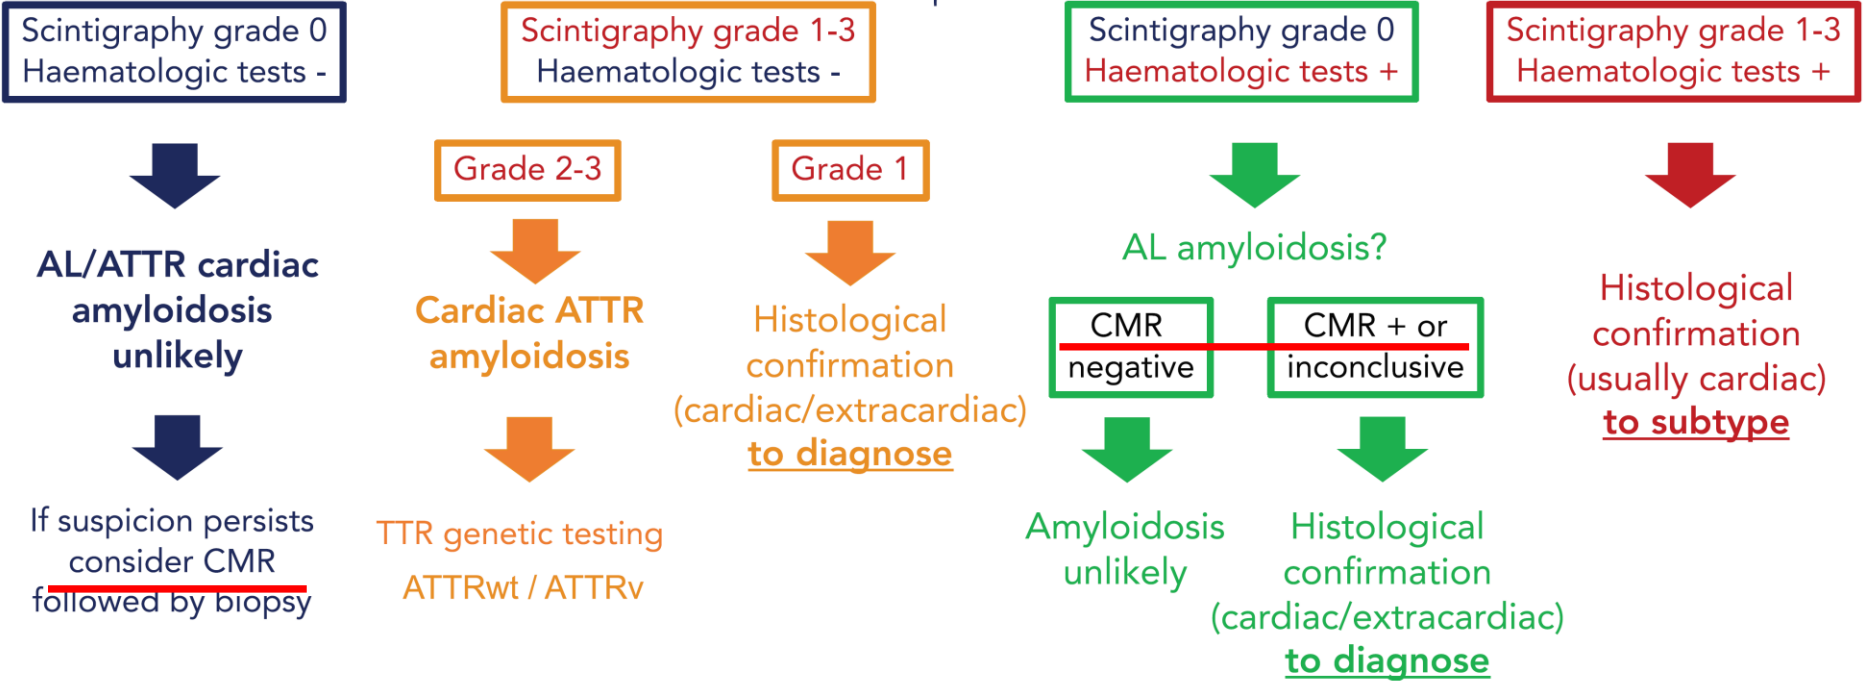 Scintigraphy grade 0
Haematologic tests -
AL/ATTR cardiac
amyloidosis
unlikely
If suspicion persists
consider CMR
followed by biopsy
Scintigraphy grade 1-3
Haematologic tests -
Grade 2-3
Cardiac ATTR
amyloidosis
TTR genetic testing
ATTRwt / ATTRv
Grade 1
Histological
confirmation
(cardiac/extracardiac)
to diagnose
Scintigraphy grade 0
Haematologic tests +
AL amyloidosis?
CMR
negative
Amyloidosis
unlikely
CMR + or
inconclusive
Histological
confirmation
(cardiac/extracardiac)
to diagnose
Scintigraphy grade 1-3
Haematologic tests +
Histological
confirmation
(usually cardiac)
to subtype